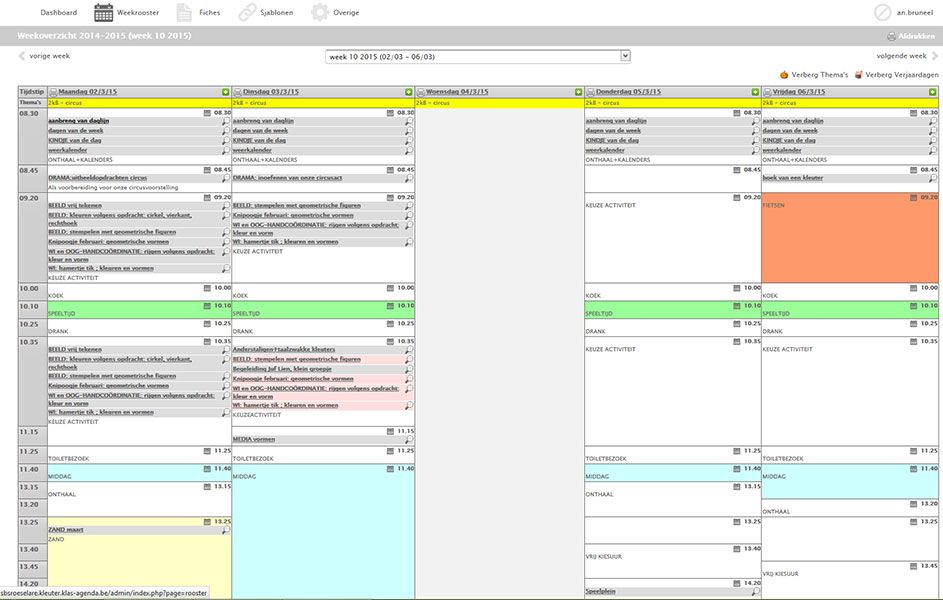 Dashboard Weekrooster Fiches Sjablonen Overige an.bruneel
Weekoverzicht 2014-2015 (week 10 2015) Afdrukken
vorige week week 10 2015 (02/03 - 06/03) volgende week
Verberg Thema's Verberg Verjaardagen
Tijdstip Maandag 02/3/15 Dinsdag 03/3/15 Woensdag 04/3/15 Donderdag 05/3/15 Vrijdag 06/3/15
Thema's 2k8 - circus 2k8 - circus 2k8 - circus 2k8 - circus 2k8 - circus
08.30 08.30 08.30 08.30 08.30
aanbreng van daglijn aanbreng van daglijn aanbreng van daglijn aanbreng van daglijn
dagen van de week dagen van de week dagen van de week dagen van de week
KINDJE van de dag KINDJE van de dag KINDJE van de dag KINDJE van de dag
weerkalender weerkalender weerkalender weerkalender
ONTHAAL+KALENDERS ONTHAAL+KALENDERS ONTHAAL+KALENDERS ONTHAAL+KALENDERS
08.45 08.45 08.45 08.45 08.45
DRAMA:uitbeeldopdrachten circus DRAMA: inoefenen van onze circusact boek van een kleuter
Als voorbereiding voor onze circusvoorstelling
09.20 09.20 09.20 09.20 09.20
BEELD vrij tekenen BEELD: stempelen met geometrische figuren KEUZE ACTIVITEIT FIETSEN
BEELD: kleuren volgens opdracht: cirkel, vierkant, Knipoogje februari: geometrische vormen
rechthoek WI en OOG-HANDCOÖRDINATIE: rijgen volgens opdracht:
BEELD: stempelen met geometrische figuren kleur en vorm
Knipoogje februari: geometrische vormen WI: hamertje tik ; kleuren en vormen
WI en OOG-HANDCOÖRDINATIE: rijgen volgens opdracht: KEUZE ACTIVITEIT
kleur en vorm
WI: hamertje tik ; kleuren en vormen
KEUZE ACTIVITEIT
10.00 10.00 10.00 10.00 10.00
KOEK KOEK KOEK KOEK
10.10 10.10 10.10 10.10 10.10
SPEELTIJD SPEELTIJD SPEELTIJD SPEELTIJD
10.25 10.25 10.25 10.25 10.25
DRANK DRANK DRANK DRANK
10.35 10.35 10.35 10.35 10.35
BEELD vrij tekenen Anderstaligen+taalzwakke kleuters KEUZE ACTIVITEIT KEUZE ACTIVITEIT
BEELD: kleuren volgens opdracht: cirkel, vierkant, BEELD: stempelen met geometrische figuren
rechthoek Begeleiding Juf Lien, klein groepje
BEELD: stempelen met geometrische figuren Knipoogje februari: geometrische vormen
Knipoogje februari: geometrische vormen WI en OOG-HANDCOÖRDINATIE: rijgen volgens opdracht:
WI en OOG-HANDCOÖRDINATIE: rijgen volgens opdracht: kleur en vorm
kleur en vorm WI: hamertje tik ; kleuren en vormen
WI: hamertje tik ; kleuren en vormen KEUZEACTIVITEIT
KEUZE ACTIVITEIT
11.15 11.15
MEDIA vormen
11.25 11.25 11.25 11.25 11.25
TOILETBEZOEK TOILETBEZOEK TOILETBEZOEK TOILETBEZOEK
11.40 11.40 11.40 11.40 11.40
MIDDAG MIDDAG MIDDAG MIDDAG
13.15 13.15 13.15
ONTHAAL ONTHAAL
13.20 13.20
ONTHAAL
13.25 13.25 13.25 13.25
ZAND maart
ZAND
13.40 13.40
VRIJ KIESUUR
13.45 13.45
VRIJ KIESUUR
14.20 14.20
Speelplein
sbsroeselare.kleuter.klas-agenda.be/admin/index.php?page=rooster